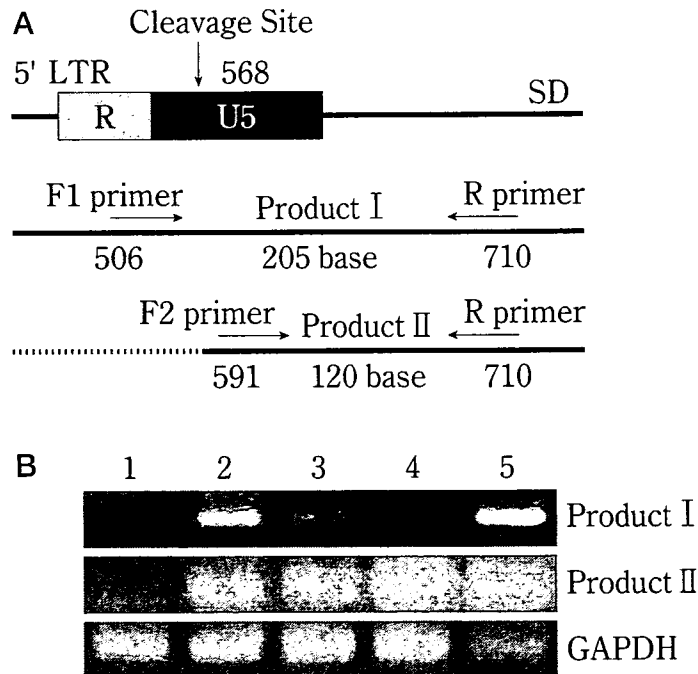 A
Cleavage Site
5' LTR
568
SD
R
U5
F1 primer
Product Ⅰ
R primer
506
205 base
710
F2 primer
Product Ⅱ
R primer
591
120 base
710
B
1 2 3 4 5
Product Ⅰ
Product Ⅱ
GAPDH